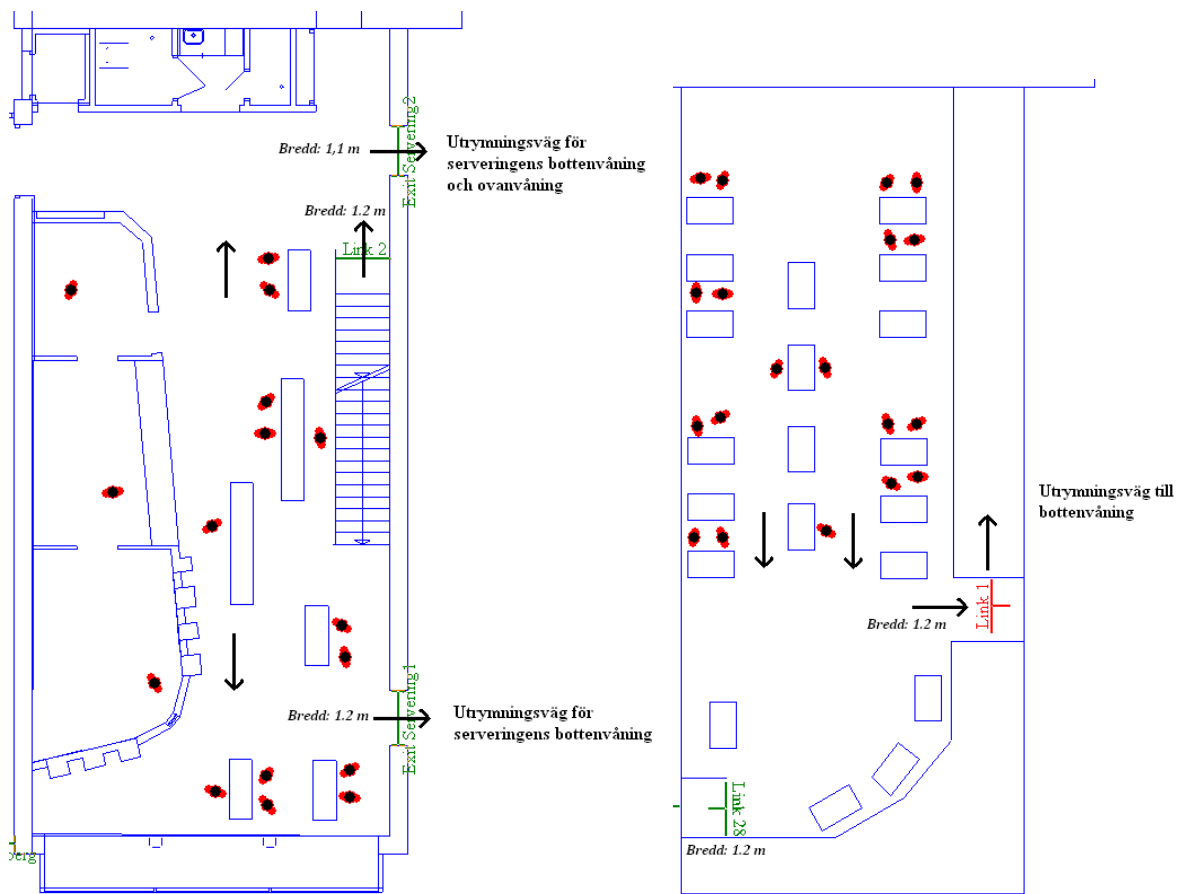 Exit Servering2
Bredd: 1,1 m
Utrymningsväg för
serveringens bottenvåning
och ovanvåning
Bredd: 1.2 m
Link 2
Bredd: 1.2 m
Exit Servering1
Utrymningsväg för
serveringens bottenvåning
Utrymningsväg till
bottenvåning
Link 1
Bredd: 1.2 m
Link 28
Bredd: 1.2 m